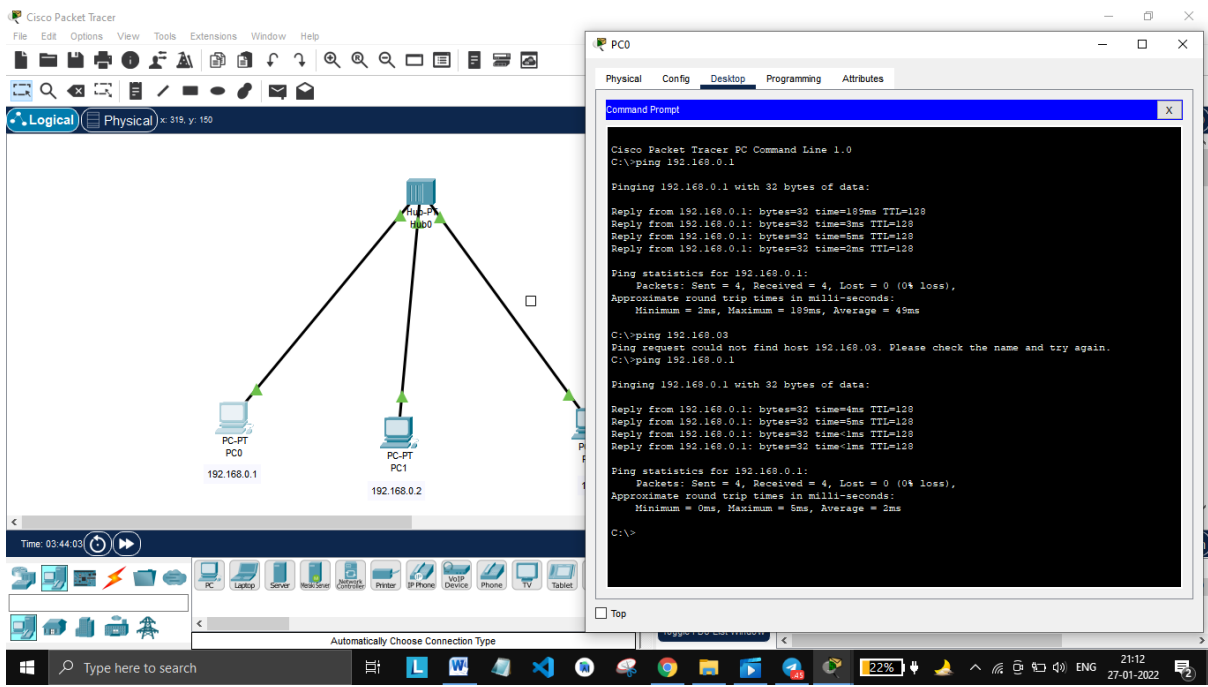 Cisco Packet Tracer
File Edit Options View Tools Extensions Window Help
Logical Physical x: 319, y: 150
Hub-PT
Hub0
PC-PT
PC0
192.168.0.1
PC-PT
PC1
192.168.0.2
Time: 03:44:03
PC Laptop Server Printer IP Phone VoIP Device Phone TV Tablet
Automatically Choose Connection Type
PC0
Physical Config Desktop Programming Attributes
Command Prompt X
Cisco Packet Tracer PC Command Line 1.0
C:\>ping 192.168.0.1
Pinging 192.168.0.1 with 32 bytes of data:
Reply from 192.168.0.1: bytes=32 time=189ms TTL=128
Reply from 192.168.0.1: bytes=32 time=3ms TTL=128
Reply from 192.168.0.1: bytes=32 time=5ms TTL=128
Reply from 192.168.0.1: bytes=32 time=2ms TTL=128
Ping statistics for 192.168.0.1:
Packets: Sent = 4, Received = 4, Lost = 0 (0% loss),
Approximate round trip times in milli-seconds:
Minimum = 2ms, Maximum = 189ms, Average = 49ms
C:\>ping 192.168.03
Ping request could not find host 192.168.03. Please check the name and try again.
C:\>ping 192.168.0.1
Pinging 192.168.0.1 with 32 bytes of data:
Reply from 192.168.0.1: bytes=32 time=4ms TTL=128
Reply from 192.168.0.1: bytes=32 time=5ms TTL=128
Reply from 192.168.0.1: bytes=32 time<1ms TTL=128
Reply from 192.168.0.1: bytes=32 time<1ms TTL=128
Ping statistics for 192.168.0.1:
Packets: Sent = 4, Received = 4, Lost = 0 (0% loss),
Approximate round trip times in milli-seconds:
Minimum = 0ms, Maximum = 5ms, Average = 2ms
C:\>
Top
Toggle PDU List Window
Type here to search
22%
ENG
21:12
27-01-2022
2